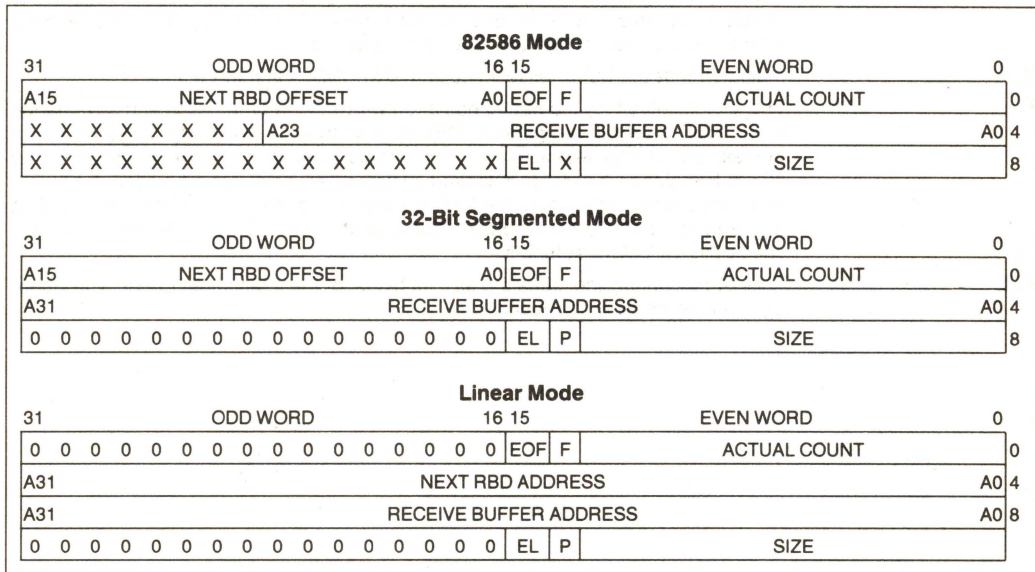 82586 Mode
31 ODD WORD 16 15 EVEN WORD 0
A15 NEXT RBD OFFSET A0 EOF F ACTUAL COUNT 0
X X X X X X X X A23 RECEIVE BUFFER ADDRESS A0 4
X X X X X X X X X X X X X X X X EL X SIZE 8
32-Bit Segmented Mode
31 ODD WORD 16 15 EVEN WORD 0
A15 NEXT RBD OFFSET A0 EOF F ACTUAL COUNT 0
A31 RECEIVE BUFFER ADDRESS A0 4
0 0 0 0 0 0 0 0 0 0 0 0 0 0 0 0 EL P SIZE 8
Linear Mode
31 ODD WORD 16 15 EVEN WORD 0
0 0 0 0 0 0 0 0 0 0 0 0 0 0 0 0 EOF F ACTUAL COUNT 0
A31 NEXT RBD ADDRESS A0 4
A31 RECEIVE BUFFER ADDRESS A0 8
0 0 0 0 0 0 0 0 0 0 0 0 0 0 0 0 EL P SIZE